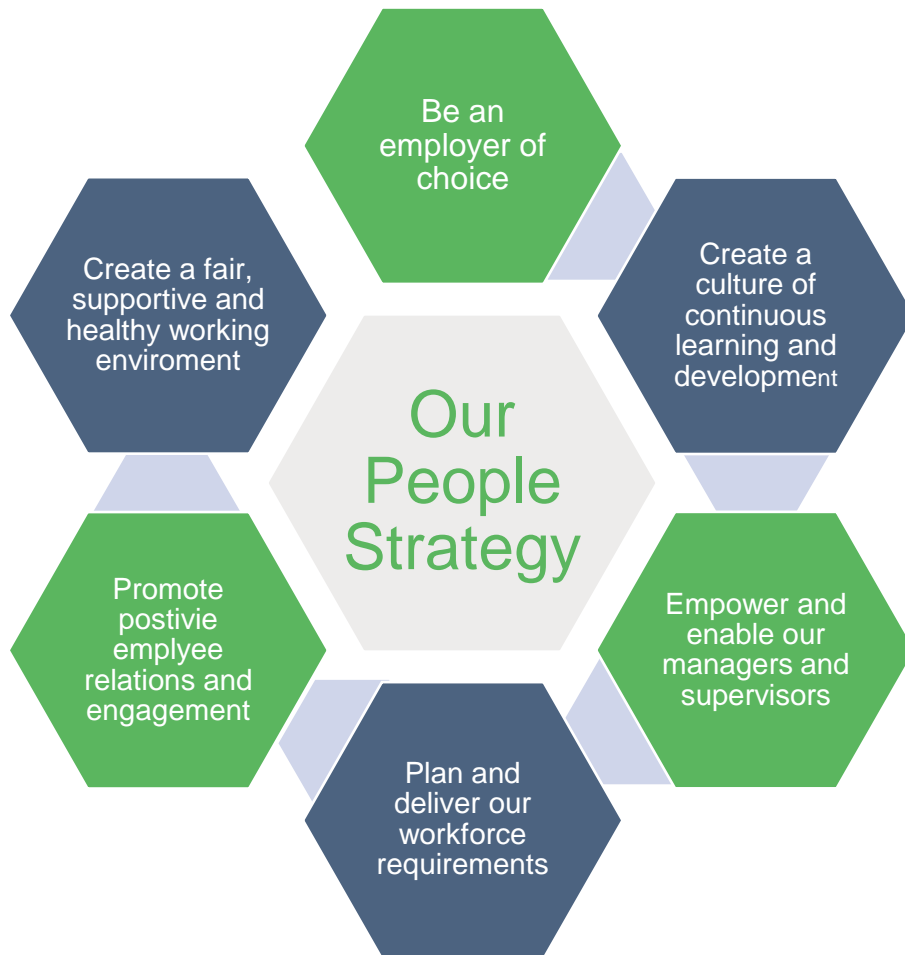 Be an
employer of
choice
Create a
culture of
continuous
learning and
development
Empower and
enable our
managers and
supervisors
Plan and
deliver our
workforce
requirements
Promote
postivie
emplyee
relations and
engagement
Create a fair,
supportive and
healthy working
enviroment
Our
People
Strategy